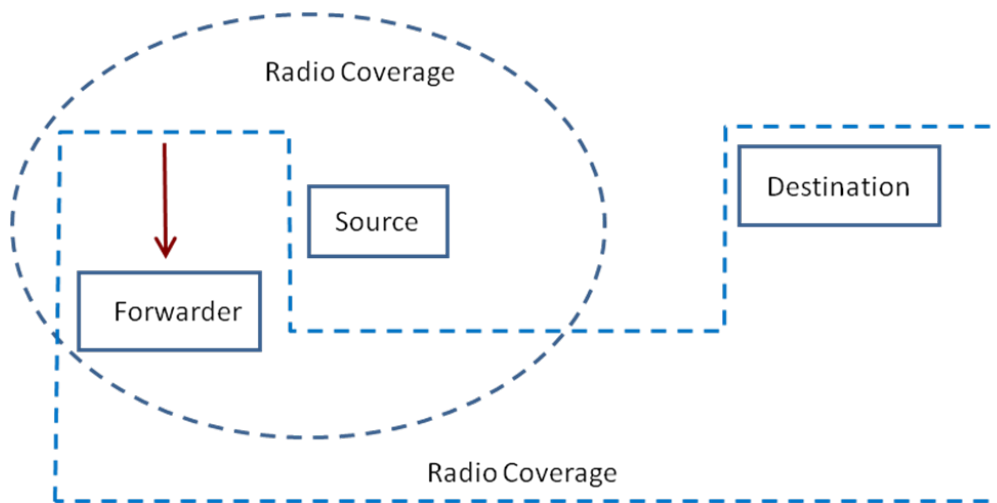 Radio Coverage
Destination
Source
Forwarder
Radio Coverage